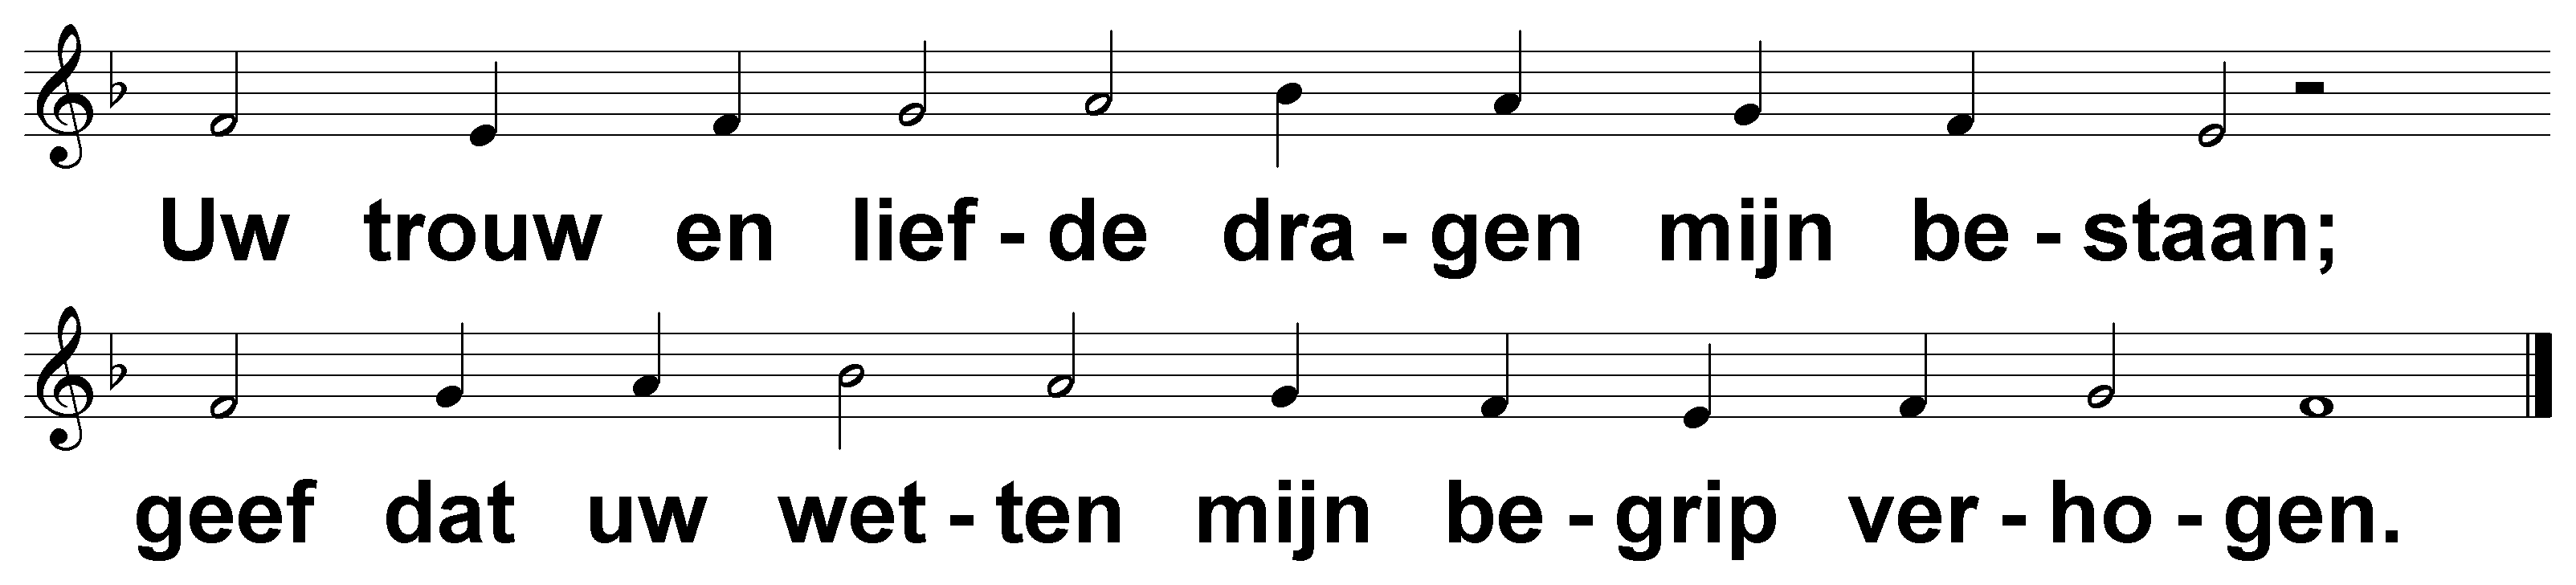 Uw trouw en lief - de dra - gen mijn be - staan;
geef dat uw wet - ten mijn be - grip ver - ho - gen.